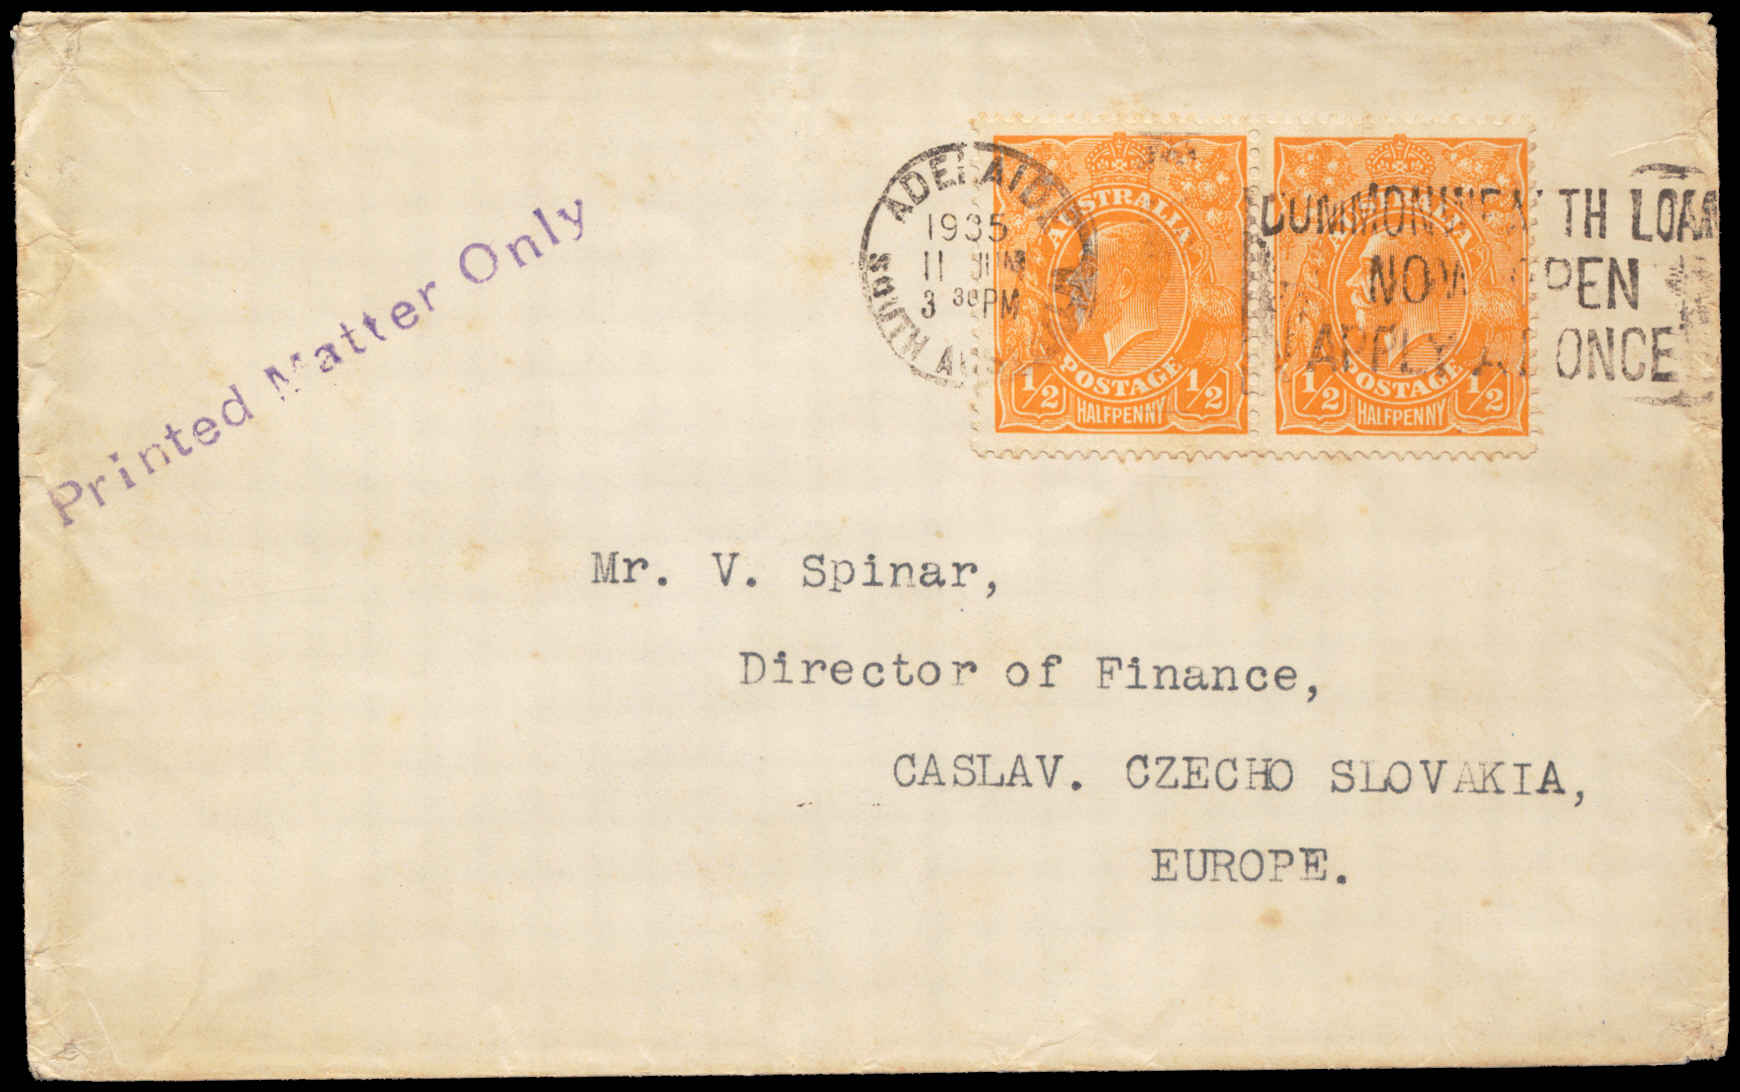 Printed Matter Only
ADELAIDE
1935
11 JUN
3 30 PM
SOUTH AUST
COMMONWEALTH LOAN
NOW OPEN
APPLY AT ONCE
AUSTRALIA
POSTAGE
1/2 1/2
HALFPENNY
AUSTRALIA
POSTAGE
1/2 1/2
HALFPENNY
Mr. V. Spinar,
Director of Finance,
CASLAV. CZECHO SLOVAKIA,
EUROPE.